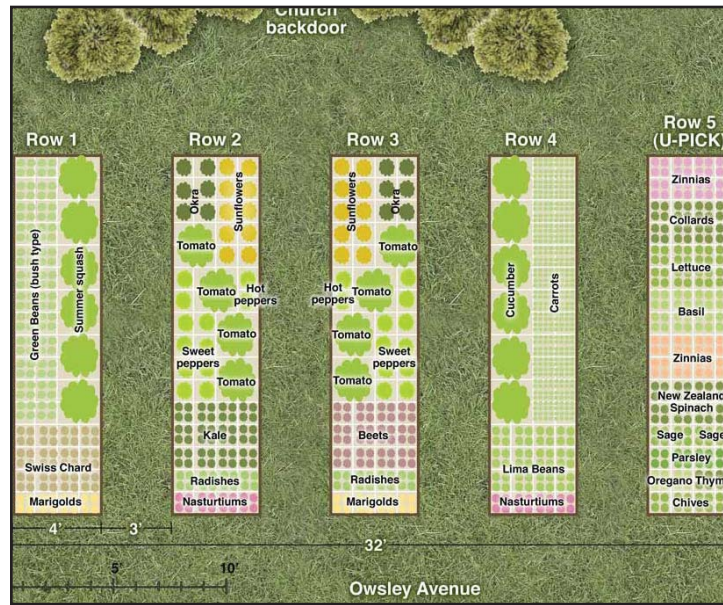 Church
backdoor
Row 1
Row 2
Row 3
Row 4
Row 5
(U-PICK)
Green Beans (bush type)
Summer squash
Swiss Chard
Marigolds
Okra
Sunflowers
Tomato
Tomato
Hot
peppers
Tomato
Sweet
peppers
Tomato
Kale
Radishes
Nasturtiums
Sunflowers
Okra
Tomato
Hot
peppers
Tomato
Tomato
Sweet
peppers
Tomato
Beets
Radishes
Marigolds
Cucumber
Carrots
Lima Beans
Nasturtiums
Zinnias
Collards
Lettuce
Basil
Zinnias
New Zealand
Spinach
Sage Sage
Parsley
Oregano Thym
Chives
4' 3'
32'
5' 10'
Owsley Avenue